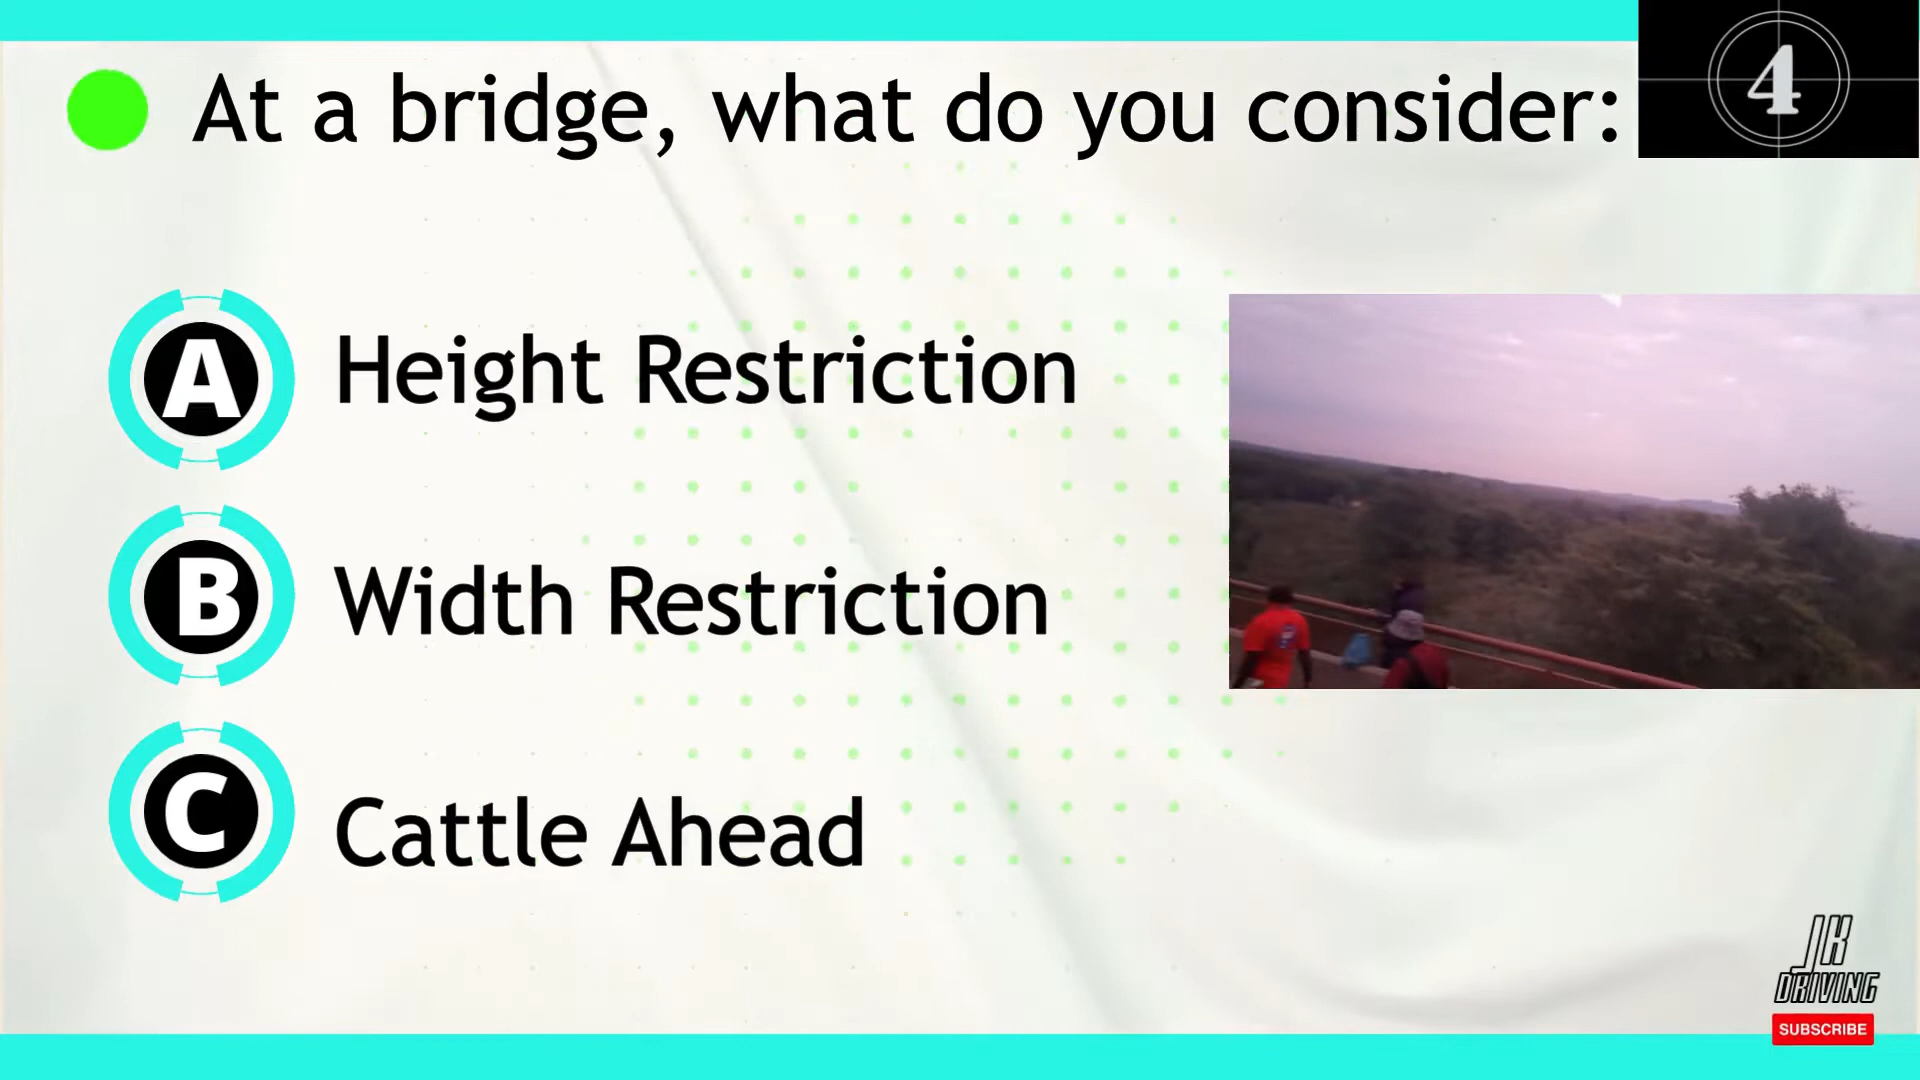 At a bridge, what do you consider:
4
A Height Restriction
B Width Restriction
C Cattle Ahead
JK
DRIVING
SUBSCRIBE